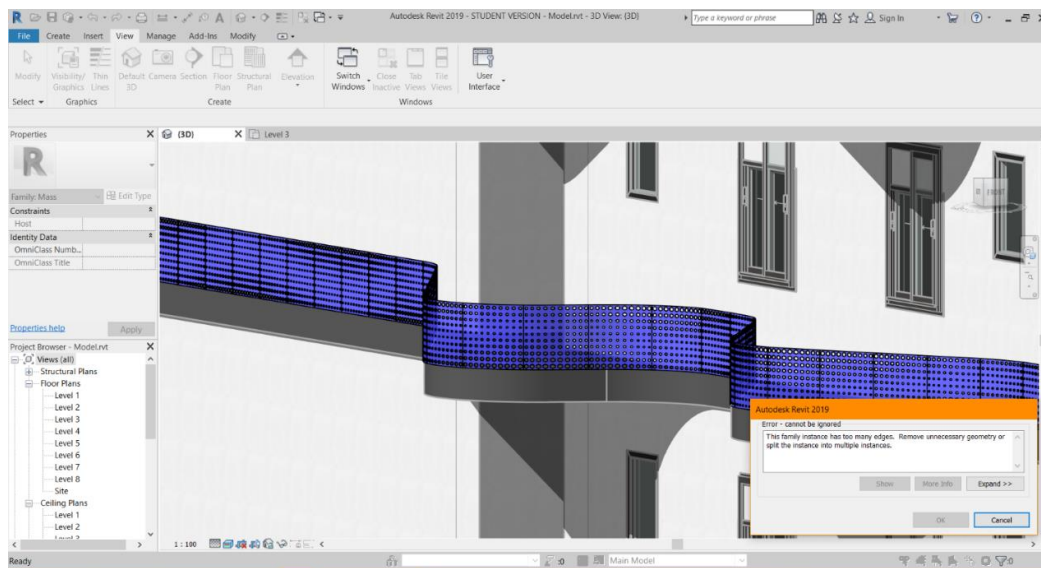 Autodesk Revit 2019 - STUDENT VERSION - Model.rvt - 3D View: {3D}
Type a keyword or phrase
Sign In
File Create Insert View Manage Add-Ins Modify
Modify
Visibility/ Graphics
Thin Lines
Default 3D
Camera
Section
Floor Plan
Structural Plan
Elevation
Switch Windows
Close Inactive
Tab Views
Tile Views
User Interface
Select
Graphics
Create
Windows
Properties
{3D}
Level 3
Family: Mass
Edit Type
Constraints
Host
Identity Data
OmniClass Numb...
OmniClass Title
Properties help
Apply
Project Browser - Model.rvt
Views (all)
Structural Plans
Floor Plans
Level 1
Level 2
Level 3
Level 4
Level 5
Level 6
Level 7
Level 8
Site
Ceiling Plans
Level 1
Level 2
Level 3
Autodesk Revit 2019
Error - cannot be ignored
This family instance has too many edges. Remove unnecessary geometry or
split the instance into multiple instances.
Show
More Info
Expand >>
OK
Cancel
1 : 100
Ready
:0
Main Model
:0